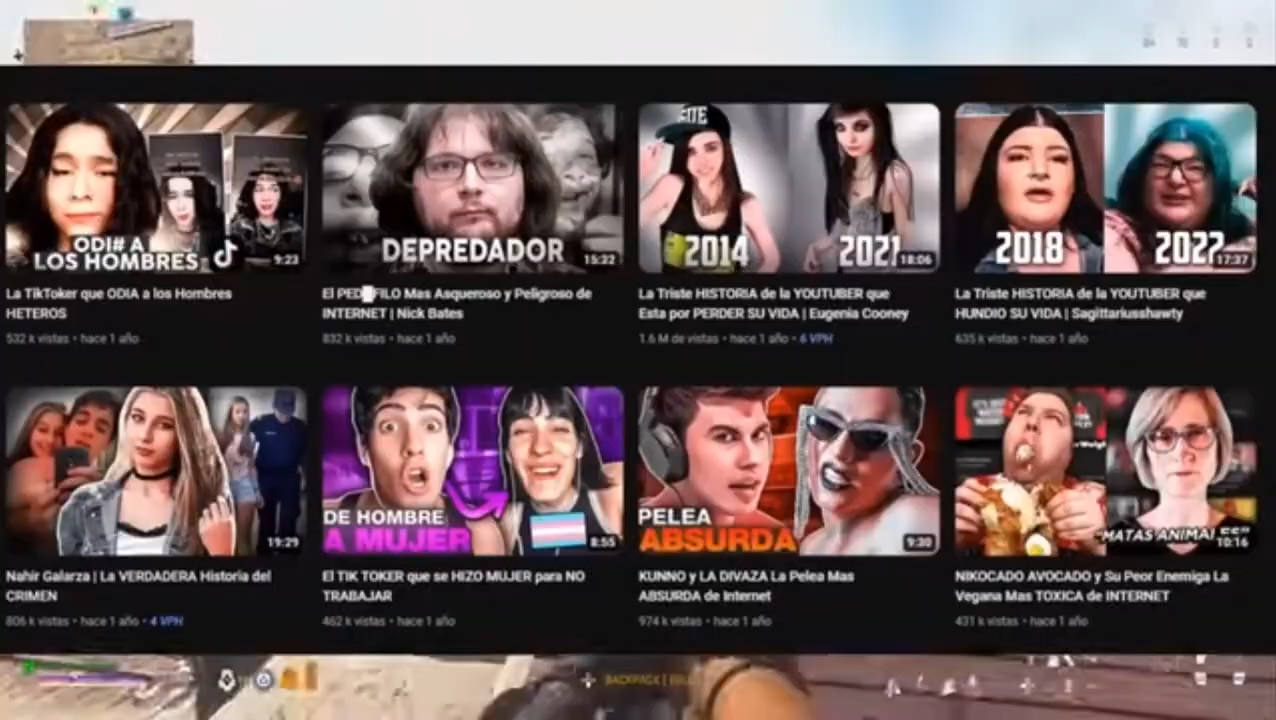 ODI# A
LOS HOMBRES
9:23
La TikToker que ODIA a los Hombres
HETEROS
532 k vistas • hace 1 año
DEPREDADOR
15:32
El PED FILO Mas Asqueroso y Peligroso de
INTERNET | Nick Bates
832 k vistas • hace 1 año
2014
2021
18:06
La Triste HISTORIA de la YOUTUBER que
Esta por PERDER SU VIDA | Eugenia Cooney
1.6 M de vistas • hace 1 año • 6 VPH
2018
2022
17:37
La Triste HISTORIA de la YOUTUBER que
HUNDIO SU VIDA | Sagittariusshawty
635 k vistas • hace 1 año
19:29
Nahir Galarza | La VERDADERA Historia del
CRIMEN
806 k vistas • hace 1 año • 4 VPH
DE HOMBRE
A MUJER
8:55
El TIK TOKER que se HIZO MUJER para NO
TRABAJAR
462 k vistas • hace 1 año
PELEA
ABSURDA
9:30
KUNNO y LA DIVAZA La Pelea Mas
ABSURDA de Internet
974 k vistas • hace 1 año
"MATAS ANIMALES"
10:16
NIKOCADO AVOCADO y Su Peor Enemiga La
Vegana Mas TOXICA de INTERNET
431 k vistas • hace 1 año
BACKPACK